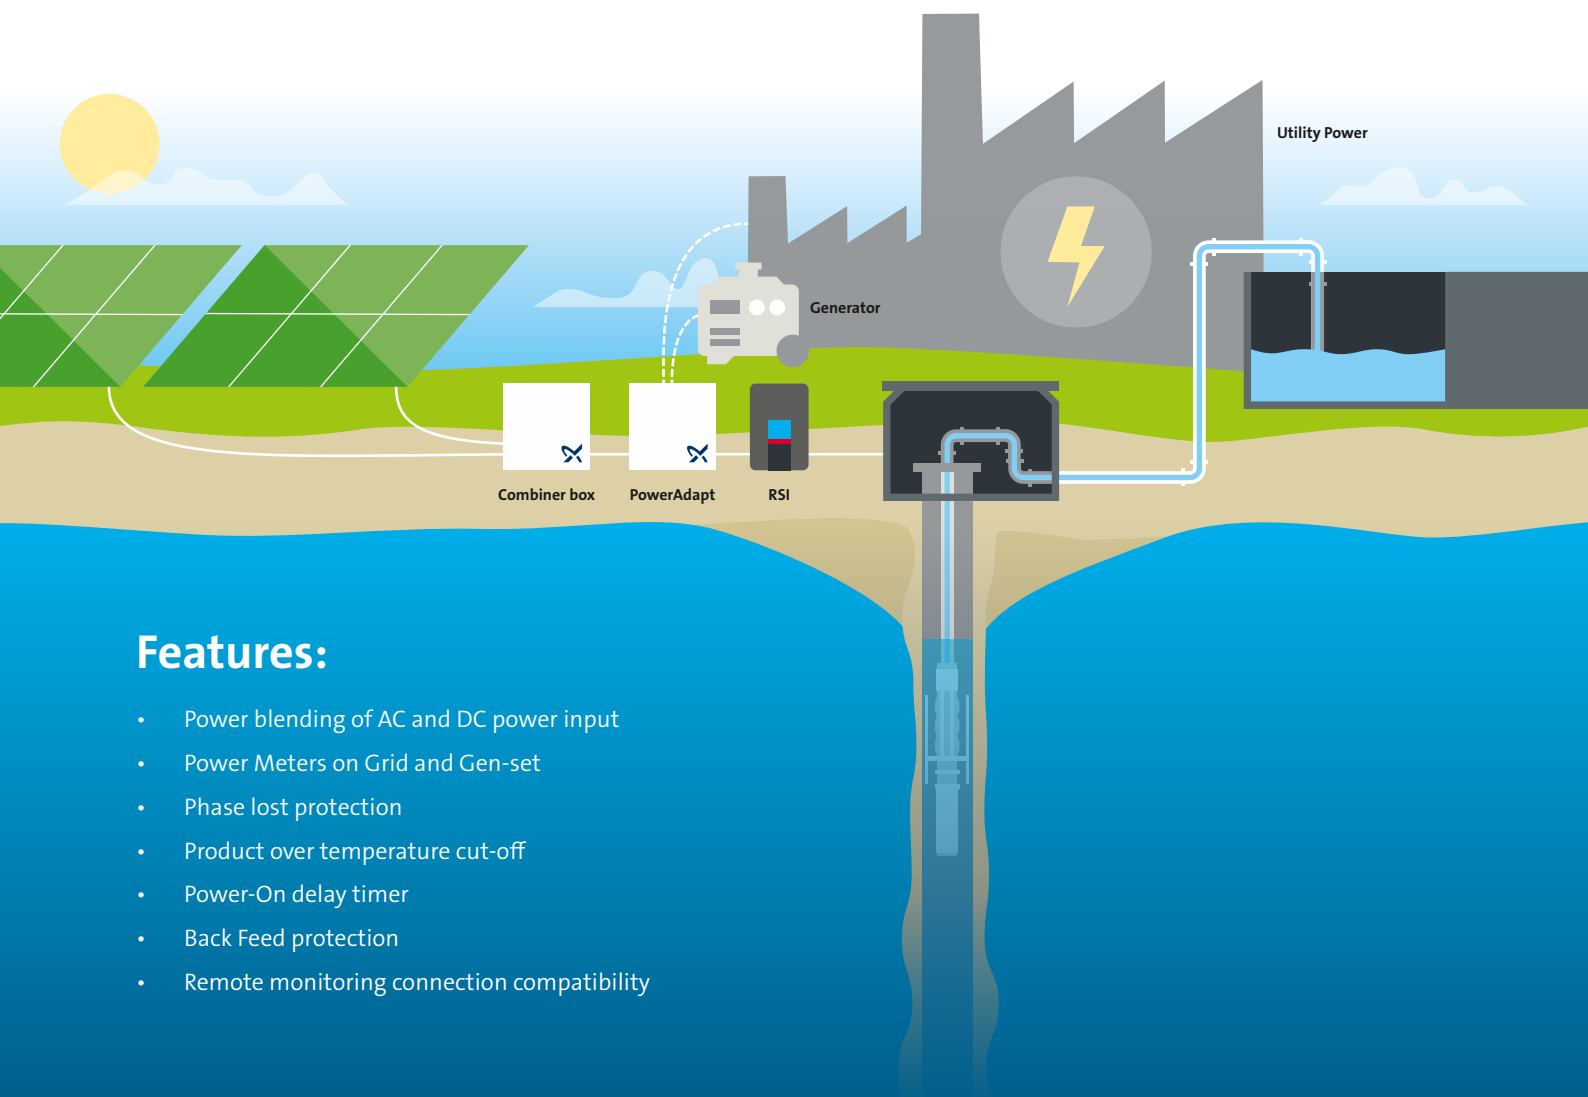 Utility Power
Generator
Combiner box
PowerAdapt
RSI
Features:
• Power blending of AC and DC power input
• Power Meters on Grid and Gen-set
• Phase lost protection
• Product over temperature cut-off
• Power-On delay timer
• Back Feed protection
• Remote monitoring connection compatibility